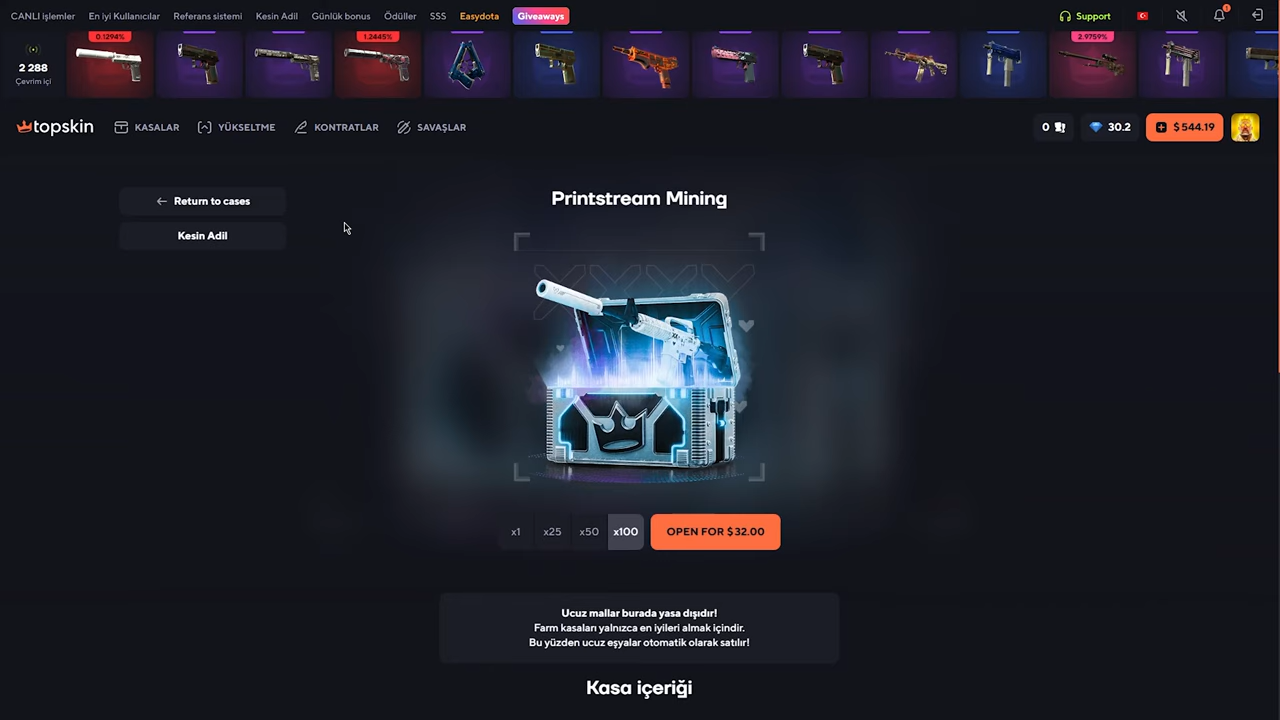 CANLI işlemler
En iyi Kullanıcılar
Referans sistemi
Kesin Adil
Günlük bonus
Ödüller
SSS
Easydota
Giveaways
Support
1
2 288
Çevrim içi
0.1294%
1.2445%
2.9759%
topskin
KASALAR
YÜKSELTME
KONTRATLAR
SAVAŞLAR
0
30.2
$ 544.19
Return to cases
Kesin Adil
Printstream Mining
x1
x25
x50
x100
OPEN FOR $32.00
Ucuz mallar burada yasa dışıdır!
Farm kasaları yalnızca en iyileri almak içindir.
Bu yüzden ucuz eşyalar otomatik olarak satılır!
Kasa içeriği